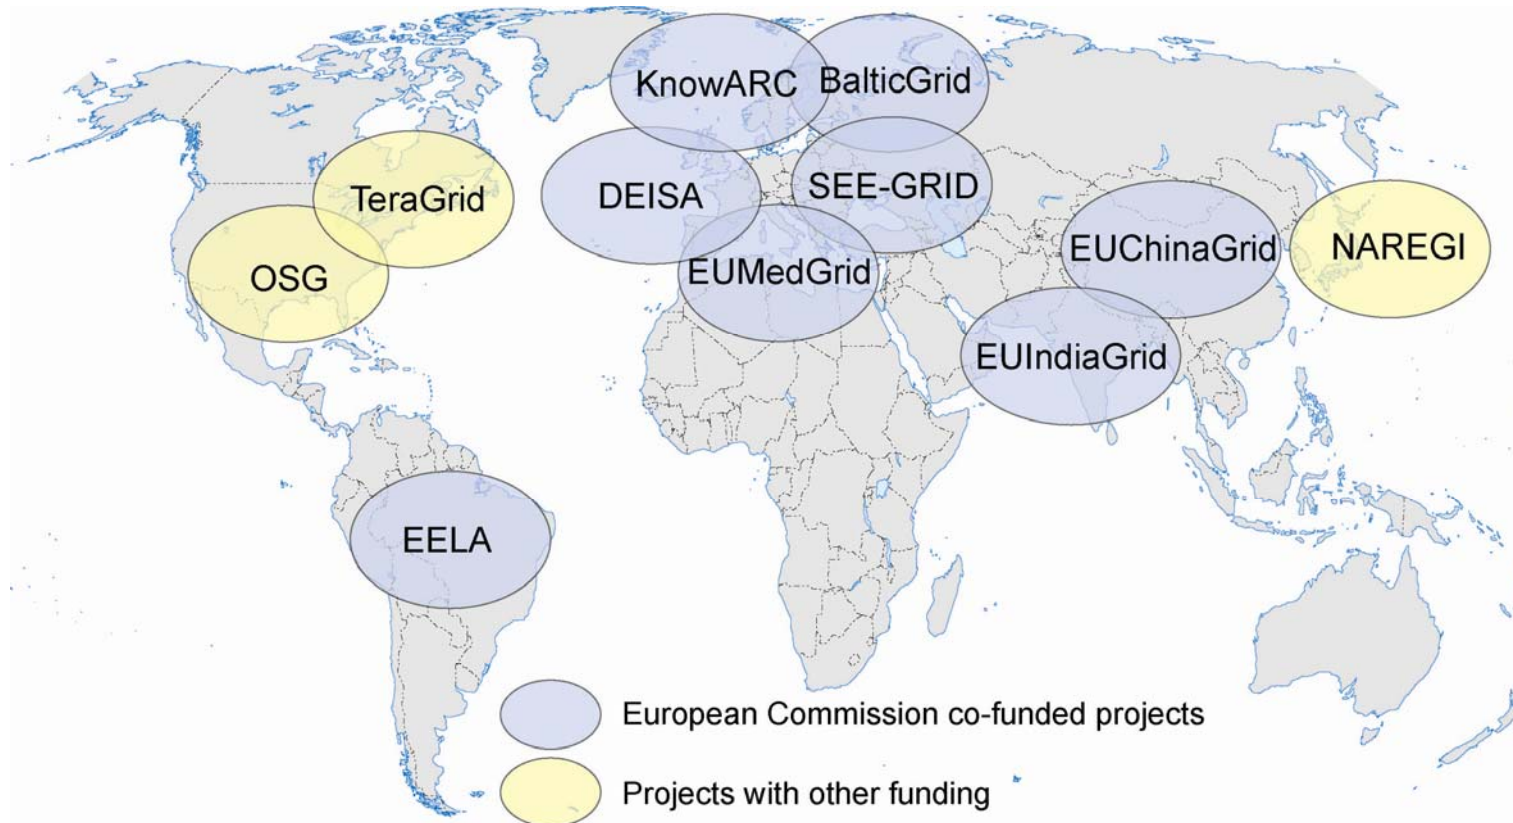 KnowARC
BalticGrid
TeraGrid
DEISA
SEE-GRID
OSG
EUMedGrid
EUChinaGrid
NAREGI
EUIndiaGrid
EELA
European Commission co-funded projects
Projects with other funding